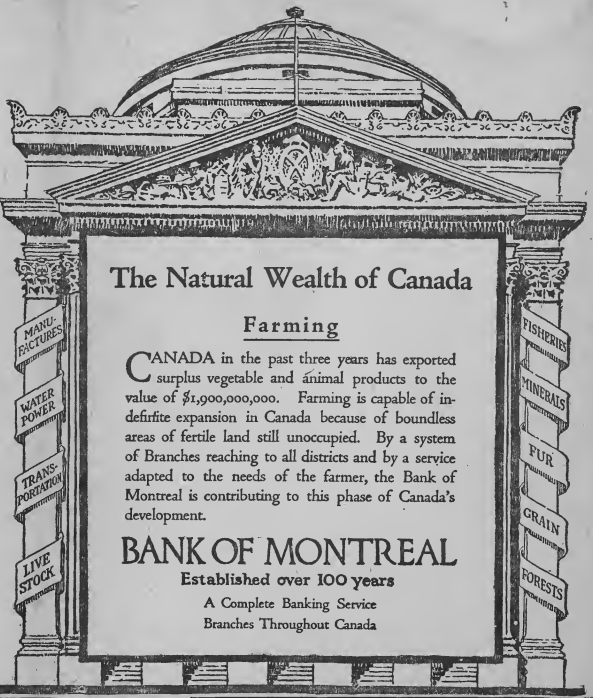 The Natural Wealth of Canada
Farming
CANADA in the past three years has exported
surplus vegetable and animal products to the
value of $1,900,000,000. Farming is capable of in-
definite expansion in Canada because of boundless
areas of fertile land still unoccupied. By a system
of Branches reaching to all districts and by a service
adapted to the needs of the farmer, the Bank of
Montreal is contributing to this phase of Canada's
development.
BANK OF MONTREAL
Established over 100 years
A Complete Banking Service
Branches Throughout Canada
MANU-
FACTURES
WATER
POWER
TRANS-
PORTATION
LIVE
STOCK
FISHERIES
MINERALS
FUR
GRAIN
FORESTS